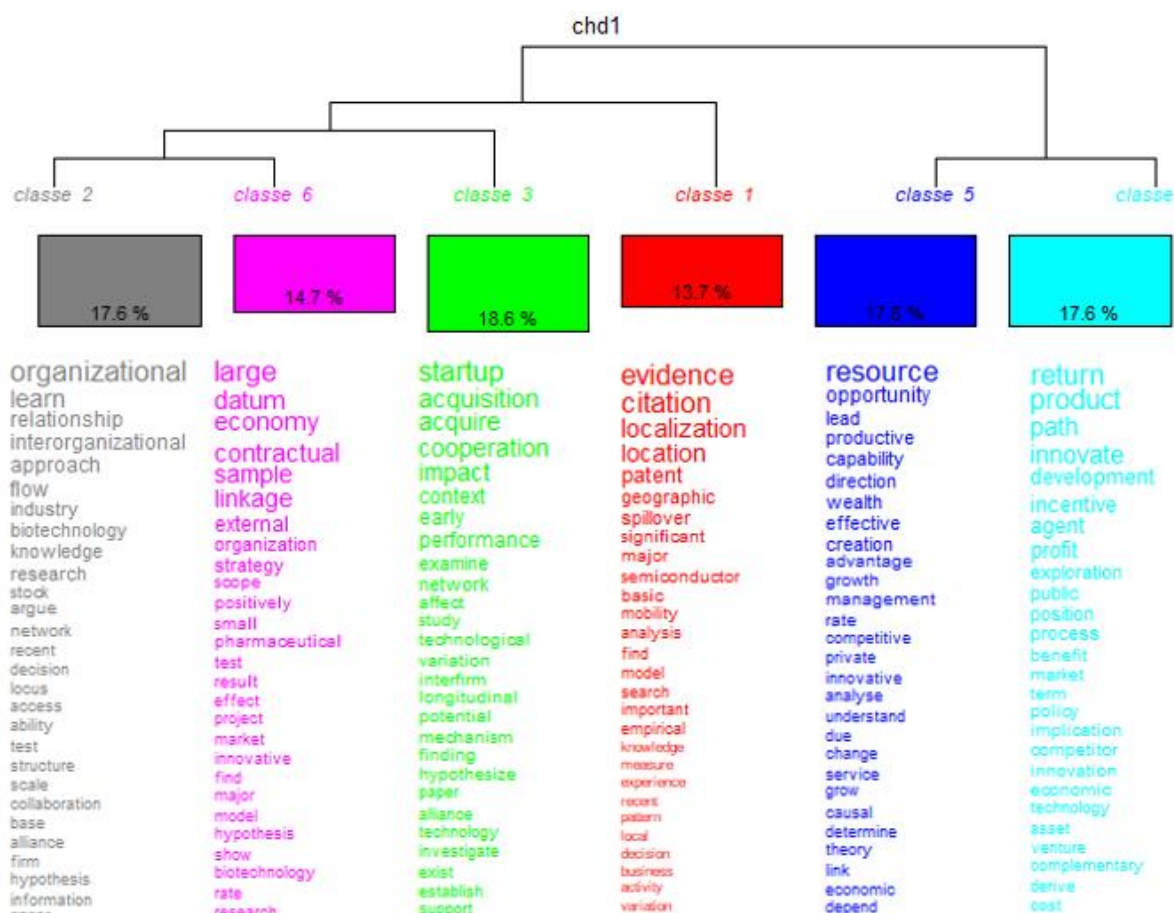 chd1
classe 2
classe 6
classe 3
classe 1
classe 5
classe
17.6 %
14.7 %
18.6 %
13.7 %
17.6 %
17.6 %
organizational
learn
relationship
interorganizational
approach
flow
industry
biotechnology
knowledge
research
stock
argue
network
recent
decision
locus
access
ability
test
structure
scale
collaboration
base
alliance
firm
hypothesis
information
large
datum
economy
contractual
sample
linkage
external
organization
strategy
scope
positively
small
pharmaceutical
test
result
effect
project
market
innovative
find
major
model
hypothesis
show
biotechnology
rate
research
startup
acquisition
acquire
cooperation
impact
context
early
performance
examine
network
affect
study
technological
variation
interfirm
longitudinal
potential
mechanism
finding
hypothesize
paper
alliance
technology
investigate
exist
establish
support
evidence
citation
localization
location
patent
geographic
spillover
significant
major
semiconductor
basic
mobility
analysis
find
model
search
important
empirical
knowledge
measure
experience
recent
pattern
local
decision
business
activity
variation
resource
opportunity
lead
productive
capability
direction
wealth
effective
creation
advantage
growth
management
rate
competitive
private
innovative
analyse
understand
due
change
service
grow
causal
determine
theory
link
economic
depend
return
product
path
innovate
development
incentive
agent
profit
exploration
public
position
process
benefit
market
term
policy
implication
competitor
innovation
economic
technology
asset
venture
complementary
derive
cost